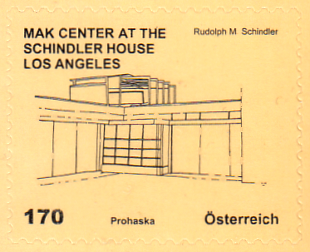 MAK CENTER AT THE
SCHINDLER HOUSE
LOS ANGELES
Rudolph M Schindler
170
Prohaska
Österreich